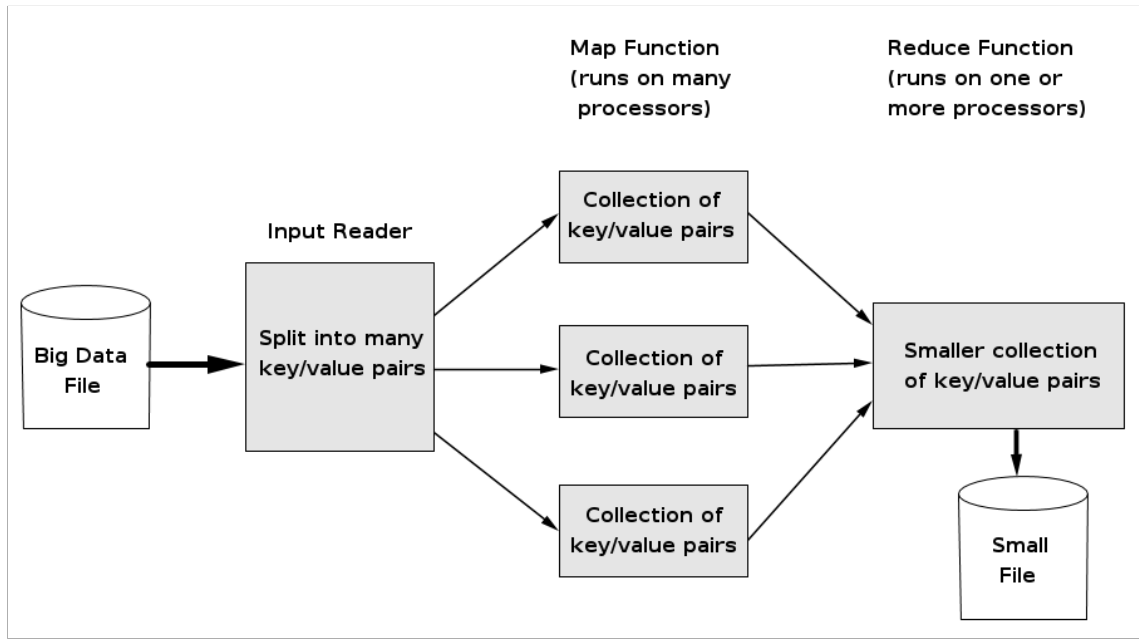 Map Function
(runs on many
processors)
Reduce Function
(runs on one or
more processors)
Input Reader
Big Data
File
Split into many
key/value pairs
Collection of
key/value pairs
Collection of
key/value pairs
Collection of
key/value pairs
Smaller collection
of key/value pairs
Small
File